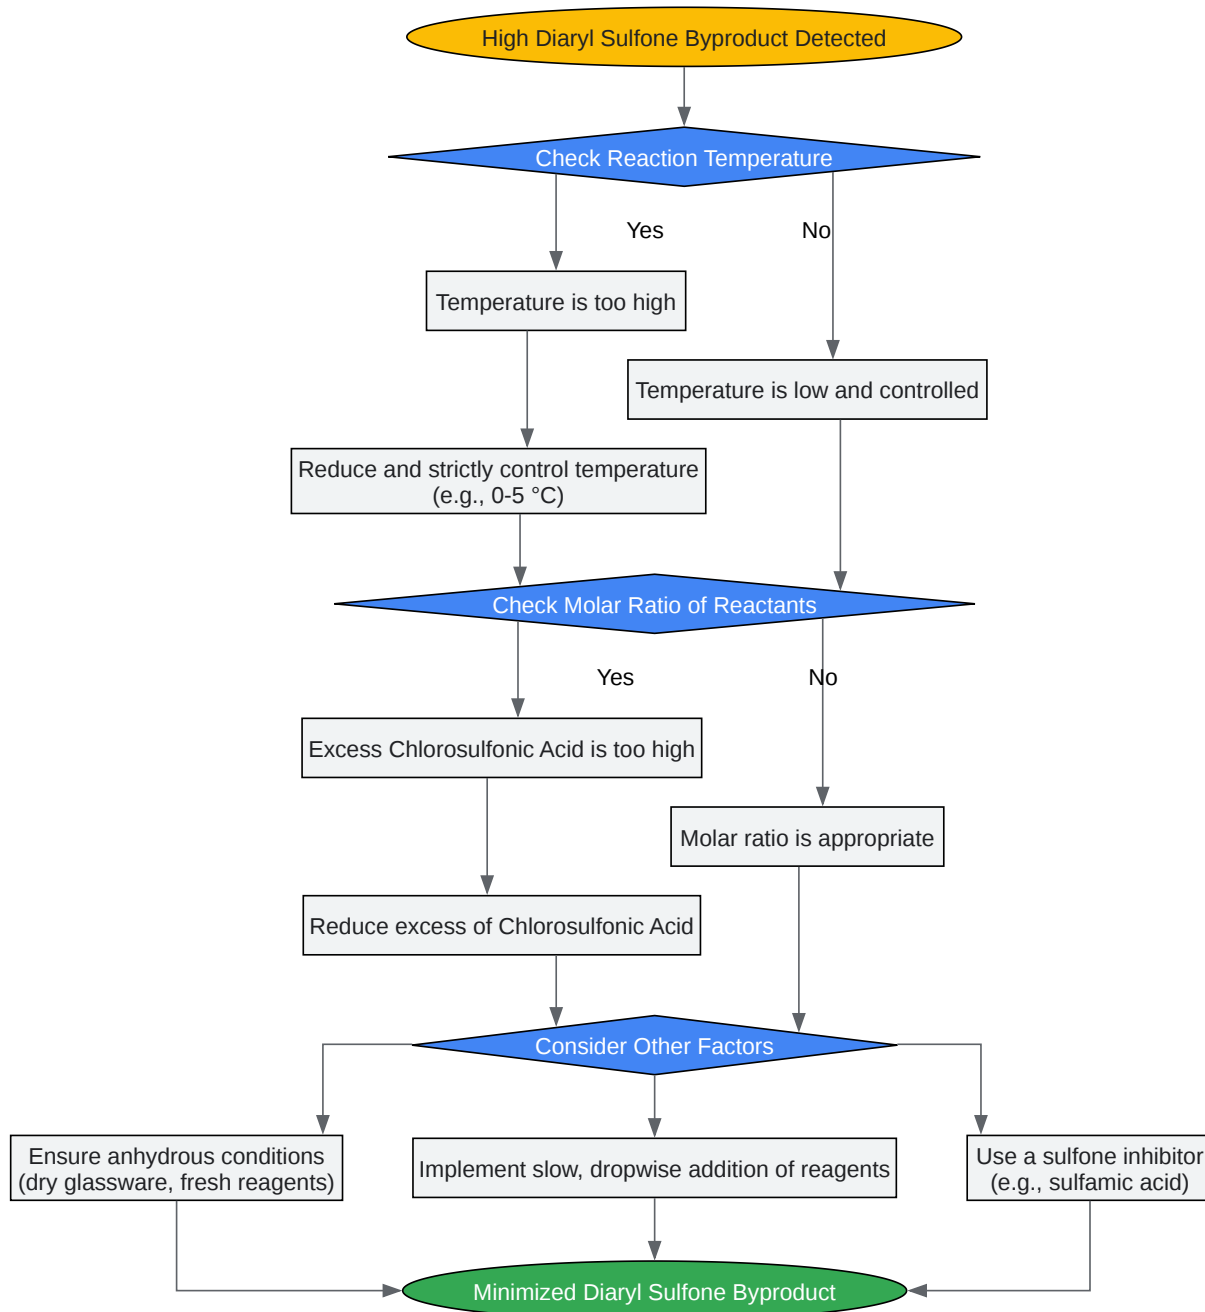 High Diaryl Sulfone Byproduct Detected
Check Reaction Temperature
Yes
No
Temperature is too high
Temperature is low and controlled
Reduce and strictly control temperature
(e.g., 0-5 °C)
Check Molar Ratio of Reactants
Yes
No
Excess Chlorosulfonic Acid is too high
Molar ratio is appropriate
Reduce excess of Chlorosulfonic Acid
Consider Other Factors
Ensure anhydrous conditions
(dry glassware, fresh reagents)
Implement slow, dropwise addition of reagents
Use a sulfone inhibitor
(e.g., sulfamic acid)
Minimized Diaryl Sulfone Byproduct